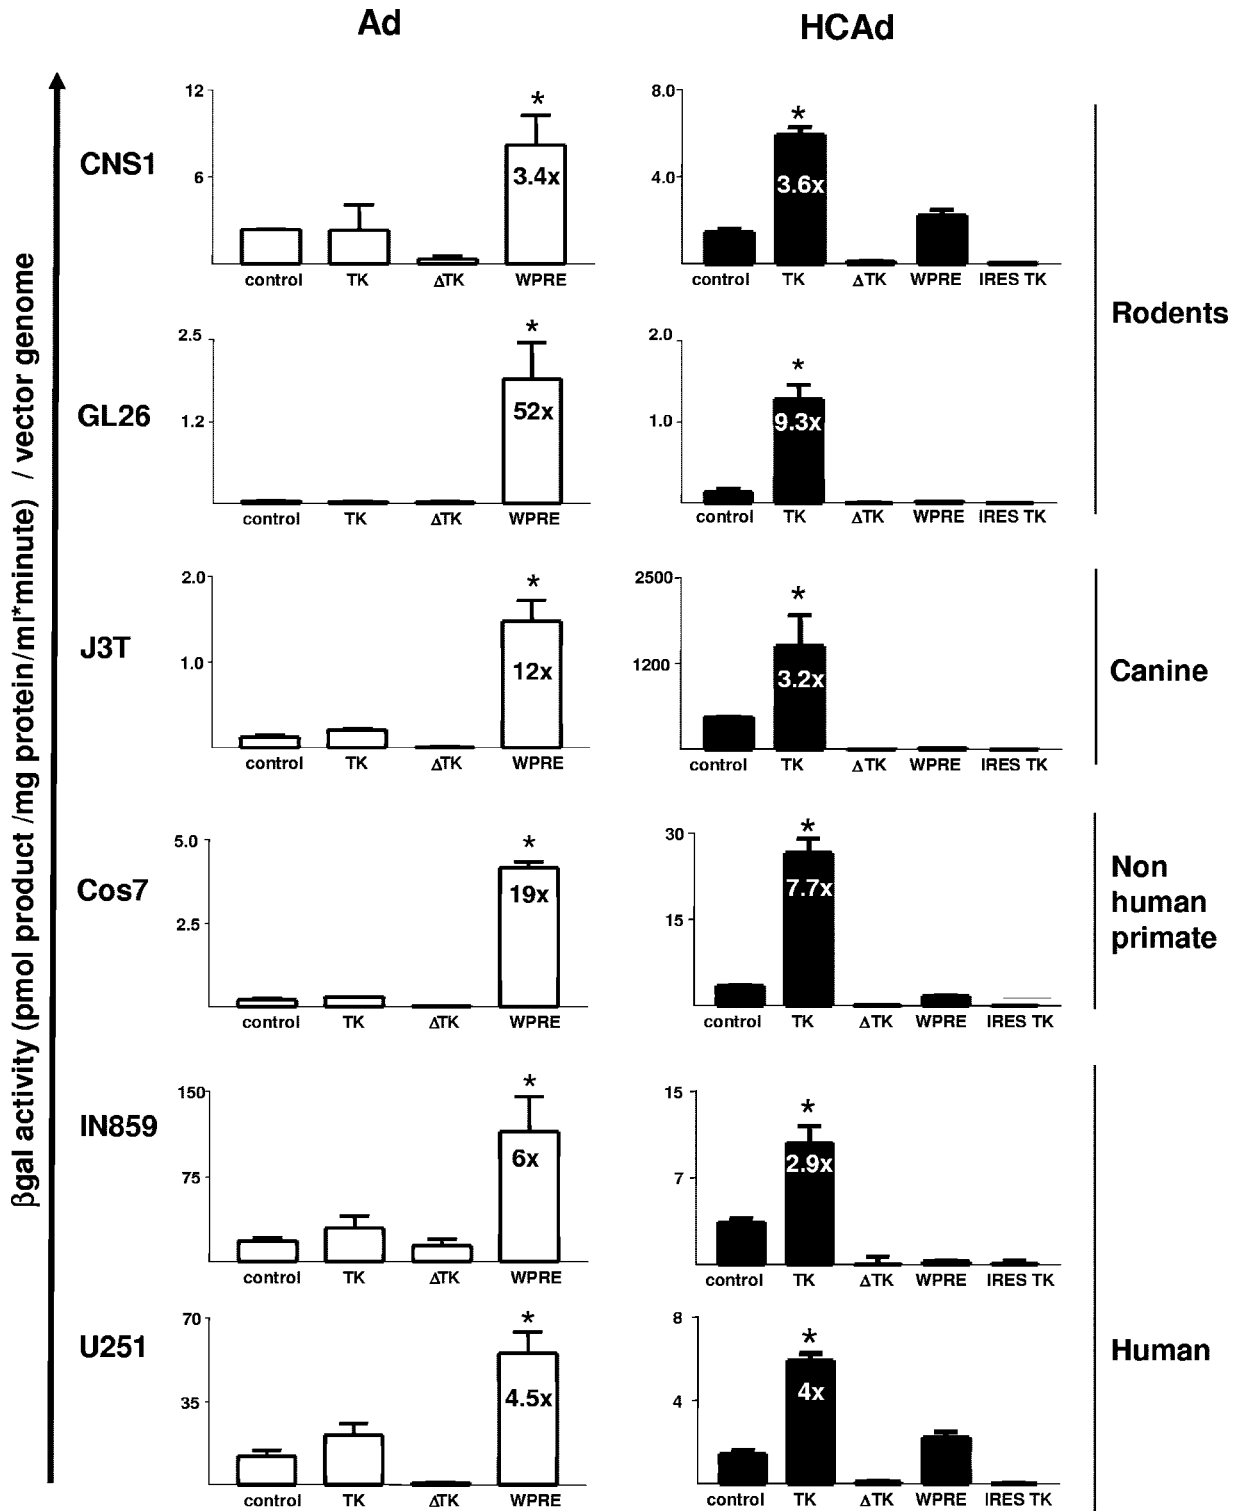 Ad
HCAd
βgal activity (pmol product /mg protein/ml*minute) / vector genome
CNS1
12
6
*
3.4x
control TK ΔTK WPRE
8.0
4.0
*
3.6x
control TK ΔTK WPRE IRES TK
Rodents
GL26
2.5
1.2
*
52x
control TK ΔTK WPRE
2.0
1.0
*
9.3x
control TK ΔTK WPRE IRES TK
J3T
2.0
1.0
*
12x
control TK ΔTK WPRE
2500
1200
*
3.2x
control TK ΔTK WPRE IRES TK
Canine
Cos7
5.0
2.5
*
19x
control TK ΔTK WPRE
30
15
*
7.7x
control TK ΔTK WPRE IRES TK
Non
human
primate
IN859
150
75
*
6x
control TK ΔTK WPRE
15
7
*
2.9x
control TK ΔTK WPRE IRES TK
U251
70
35
*
4.5x
control TK ΔTK WPRE
8
4
*
4x
control TK ΔTK WPRE IRES TK
Human